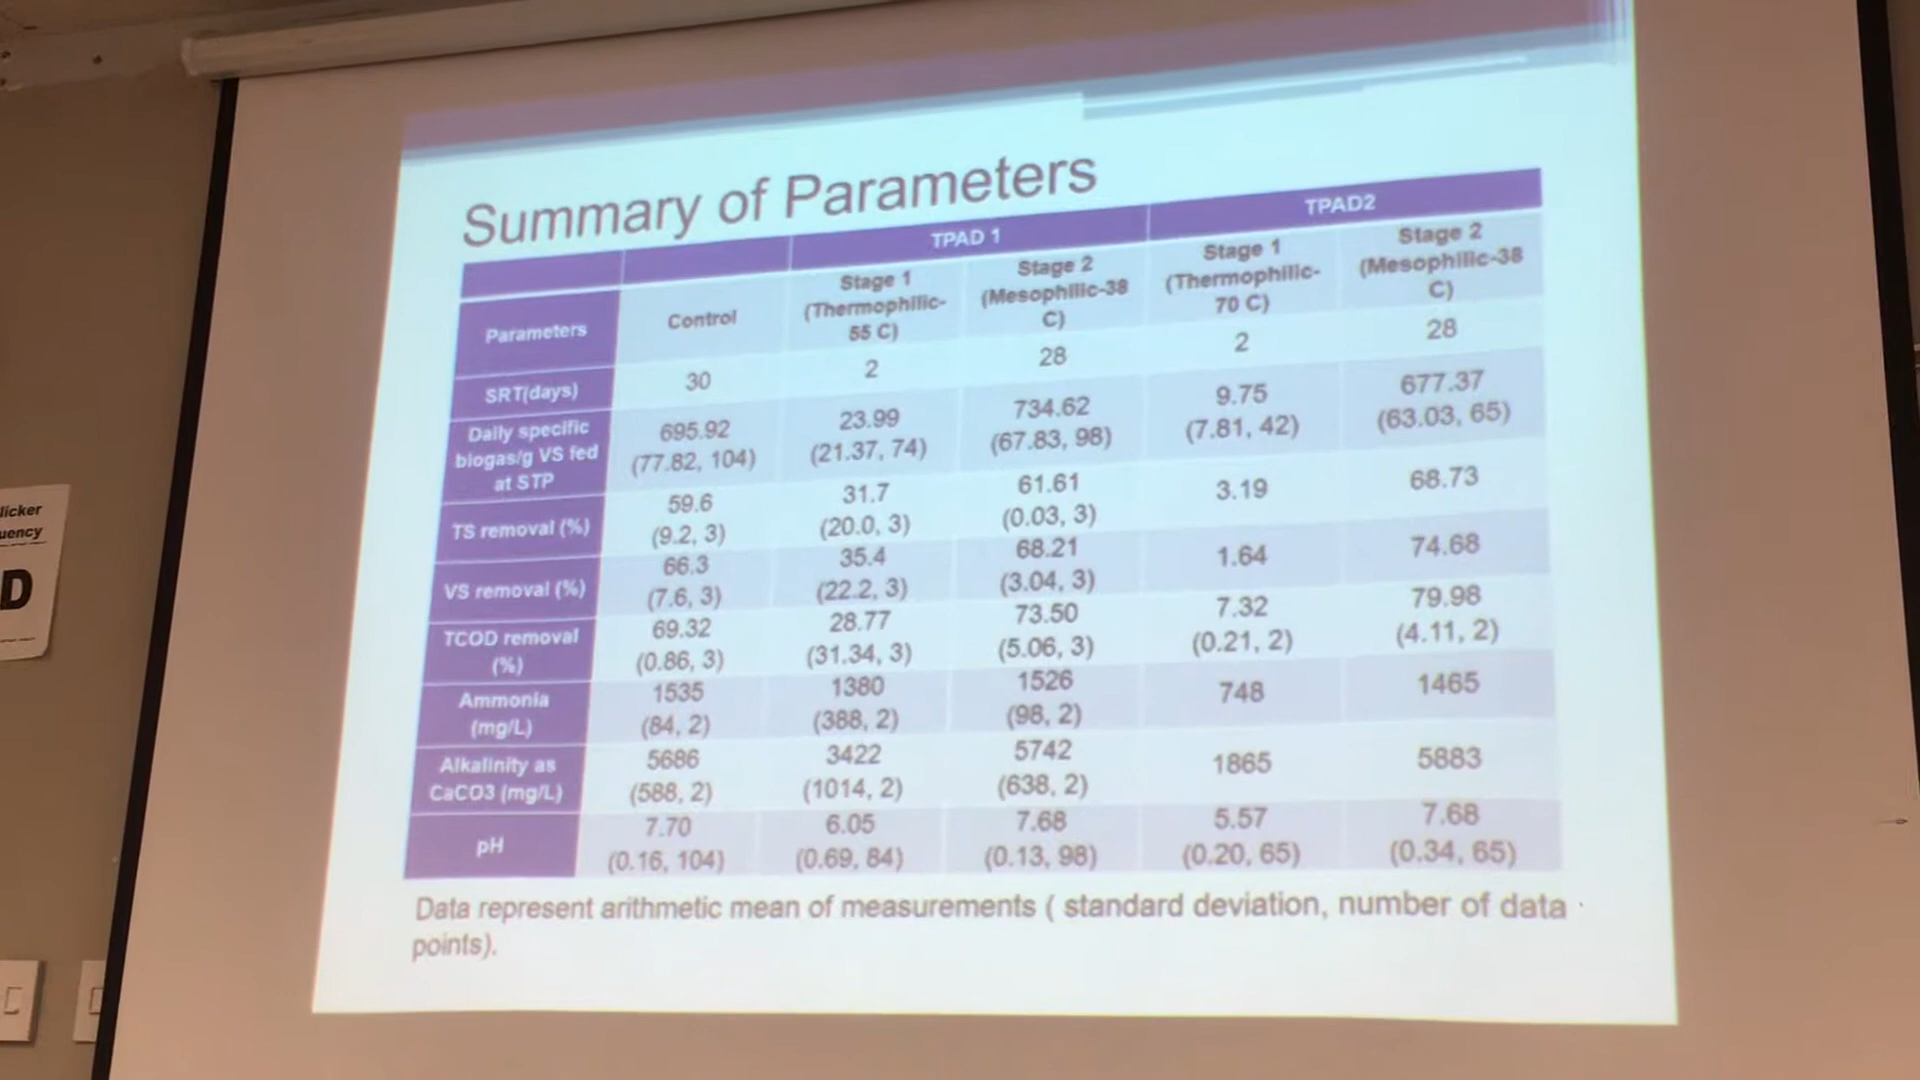 Summary of Parameters
TPAD 1
TPAD2
Parameters
Control
Stage 1
(Thermophilic-
55 C)
Stage 2
(Mesophilic-38
C)
Stage 1
(Thermophilic-
70 C)
Stage 2
(Mesophilic-38
C)
SRT(days)
30
2
28
2
28
Daily specific
biogas/g VS fed
at STP
695.92
(77.82, 104)
23.99
(21.37, 74)
734.62
(67.83, 98)
9.75
(7.81, 42)
677.37
(63.03, 65)
TS removal (%)
59.6
(9.2, 3)
31.7
(20.0, 3)
61.61
(0.03, 3)
3.19
68.73
VS removal (%)
66.3
(7.6, 3)
35.4
(22.2, 3)
68.21
(3.04, 3)
1.64
74.68
TCOD removal
(%)
69.32
(0.86, 3)
28.77
(31.34, 3)
73.50
(5.06, 3)
7.32
(0.21, 2)
79.98
(4.11, 2)
Ammonia
(mg/L)
1535
(84, 2)
1380
(388, 2)
1526
(98, 2)
748
1465
Alkalinity as
CaCO3 (mg/L)
5686
(588, 2)
3422
(1014, 2)
5742
(638, 2)
1865
5883
pH
7.70
(0.16, 104)
6.05
(0.69, 84)
7.68
(0.13, 98)
5.57
(0.20, 65)
7.68
(0.34, 65)
Data represent arithmetic mean of measurements ( standard deviation, number of data
points).
licker
uency
D